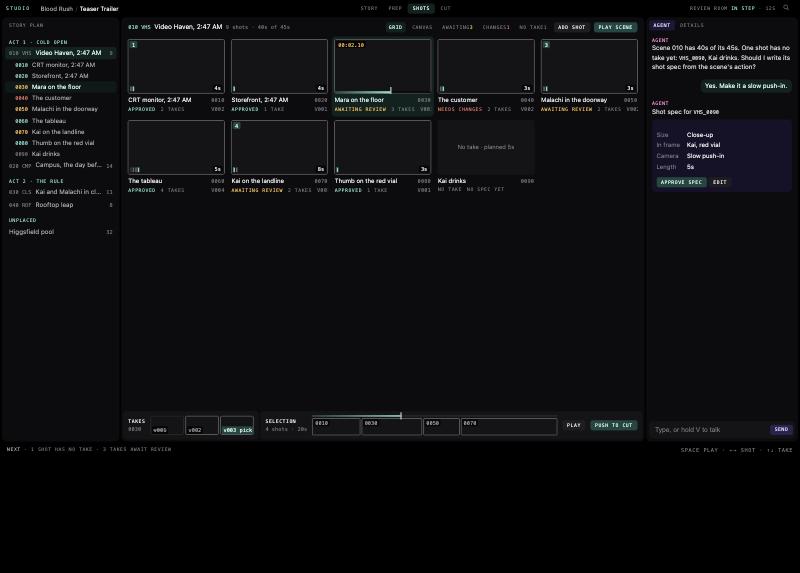 STUDIO Blood Rush / Teaser Trailer STORY PREP SHOTS CUT REVIEW ROOM IN STEP · 12S
STORY PLAN
ACT 1 · COLD OPEN
010 VHS Video Haven, 2:47 AM 9
0010 CRT monitor, 2:47 AM
0020 Storefront, 2:47 AM
0030 Mara on the floor
0040 The customer
0050 Malachi in the doorway
0060 The tableau
0070 Kai on the landline
0080 Thumb on the red vial
0090 Kai drinks
020 CMP Campus, the day bef... 14
ACT 2 · THE RULE
030 CLS Kai and Malachi in cl... 11
040 ROF Rooftop leap 8
UNPLACED
Higgsfield pool 32
010 VHS Video Haven, 2:47 AM 9 shots · 40s of 45s GRID CANVAS AWAITING3 CHANGES1 NO TAKE1 ADD SHOT PLAY SCENE
1 4s
4s
00:02.10
3s
3 3s
CRT monitor, 2:47 AM 0010
APPROVED 2 TAKES V002
Storefront, 2:47 AM 0020
APPROVED 1 TAKE V001
Mara on the floor 0030
AWAITING REVIEW 3 TAKES
The customer 0040
NEEDS CHANGES 2 TAKES V002
Malachi in the doorway 0050
AWAITING REVIEW 2 TAKES
5s
4 8s
3s
No take · planned 5s
The tableau 0060
APPROVED 4 TAKES V004
Kai on the landline 0070
AWAITING REVIEW 2 TAKES
Thumb on the red vial 0080
APPROVED 1 TAKE V001
Kai drinks 0090
NO TAKE NO SPEC YET
TAKES
0030
v001 v002 v003 pick
SELECTION
4 shots · 20s
0010 0030 0050 0070
PLAY PUSH TO CUT
AGENT DETAILS
AGENT
Scene 010 has 40s of its 45s. One shot has no
take yet: VHS_0090, Kai drinks. Should I write its
shot spec from the scene's action?
Yes. Make it a slow push-in.
AGENT
Shot spec for VHS_0090
Size Close-up
In frame Kai, red vial
Camera Slow push-in
Length 5s
APPROVE SPEC EDIT
Type, or hold V to talk SEND
NEXT · 1 SHOT HAS NO TAKE · 3 TAKES AWAIT REVIEW SPACE PLAY · ←→ SHOT · ↑↓ TAKE